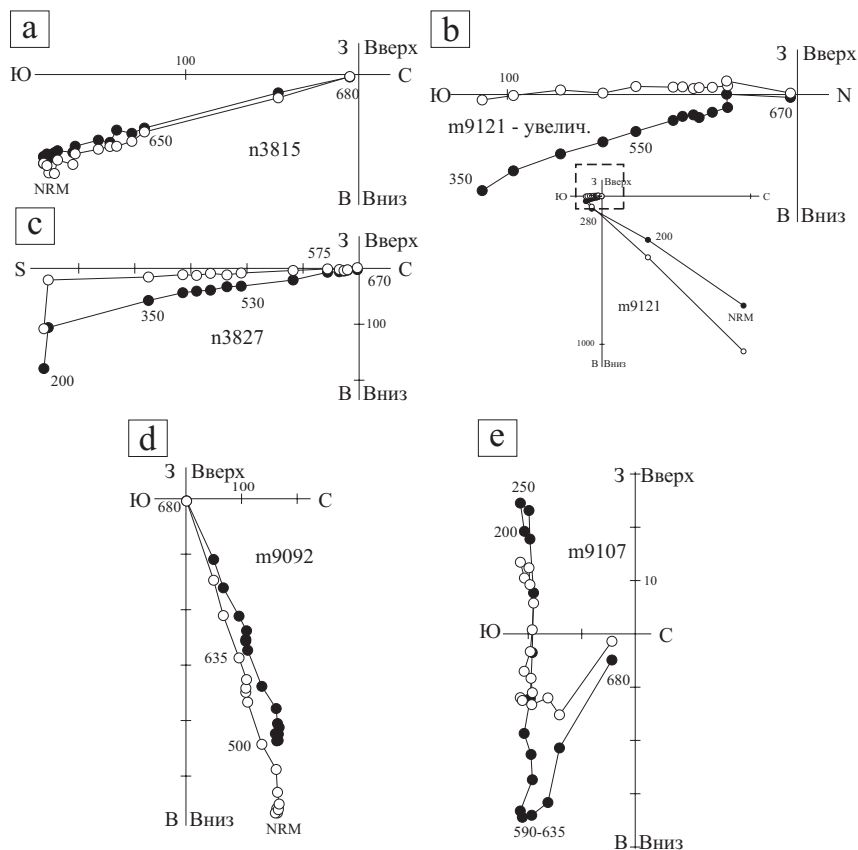 a
З Вверх
Ю
100
С
680
650
n3815
NRM
В Вниз
b
З Вверх
100
Ю
N
m9121 - увелич.
670
550
350
В Вниз
З Вверх
Ю
С
280
200
m9121
NRM
1000
В Вниз
c
З Вверх
575
S
С
670
530
350
n3827
100
200
В Вниз
d
З Вверх
100
Ю
С
680
m9092
635
500
В Вниз
NRM
e
З Вверх
250
200
m9107
10
Ю
С
680
590-635
В Вниз